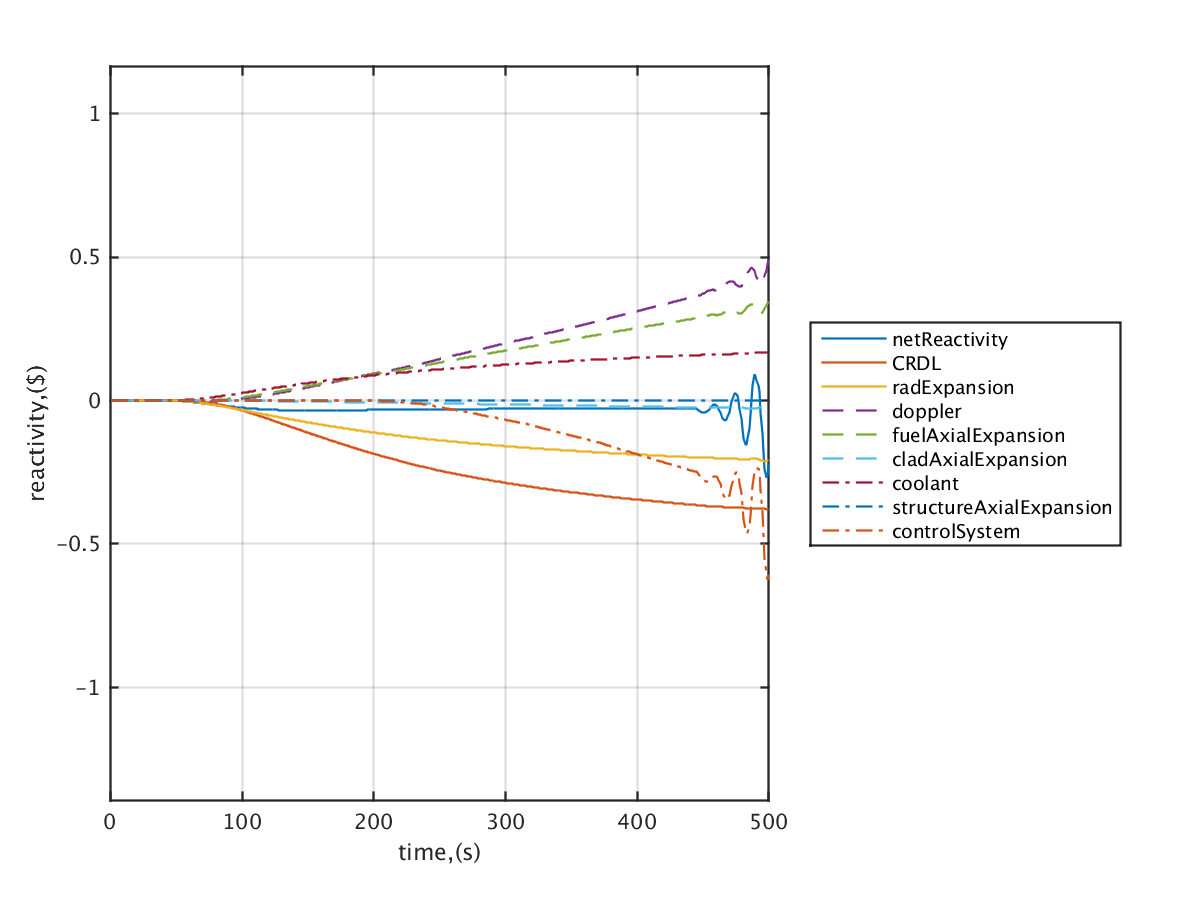 1
0.5
0
−0.5
−1
reactivity,($)
0
100
200
300
400
500
time,(s)
netReactivity
CRDL
radExpansion
doppler
fuelAxialExpansion
cladAxialExpansion
coolant
structureAxialExpansion
controlSystem